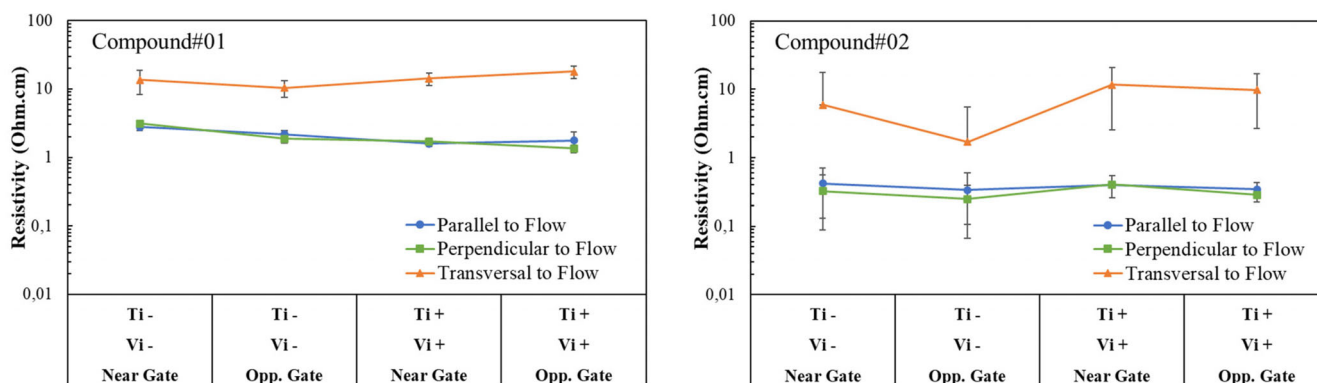 Compound#01
Resistivity (Ohm.cm)
100
10
1
0,1
0,01
Parallel to Flow
Perpendicular to Flow
Transversal to Flow
Ti - Ti - Ti + Ti +
Vi - Vi - Vi + Vi +
Near Gate Opp. Gate Near Gate Opp. Gate
Compound#02
Resistivity (Ohm.cm)
100
10
1
0,1
0,01
Parallel to Flow
Perpendicular to Flow
Transversal to Flow
Ti - Ti - Ti + Ti +
Vi - Vi - Vi + Vi +
Near Gate Opp. Gate Near Gate Opp. Gate